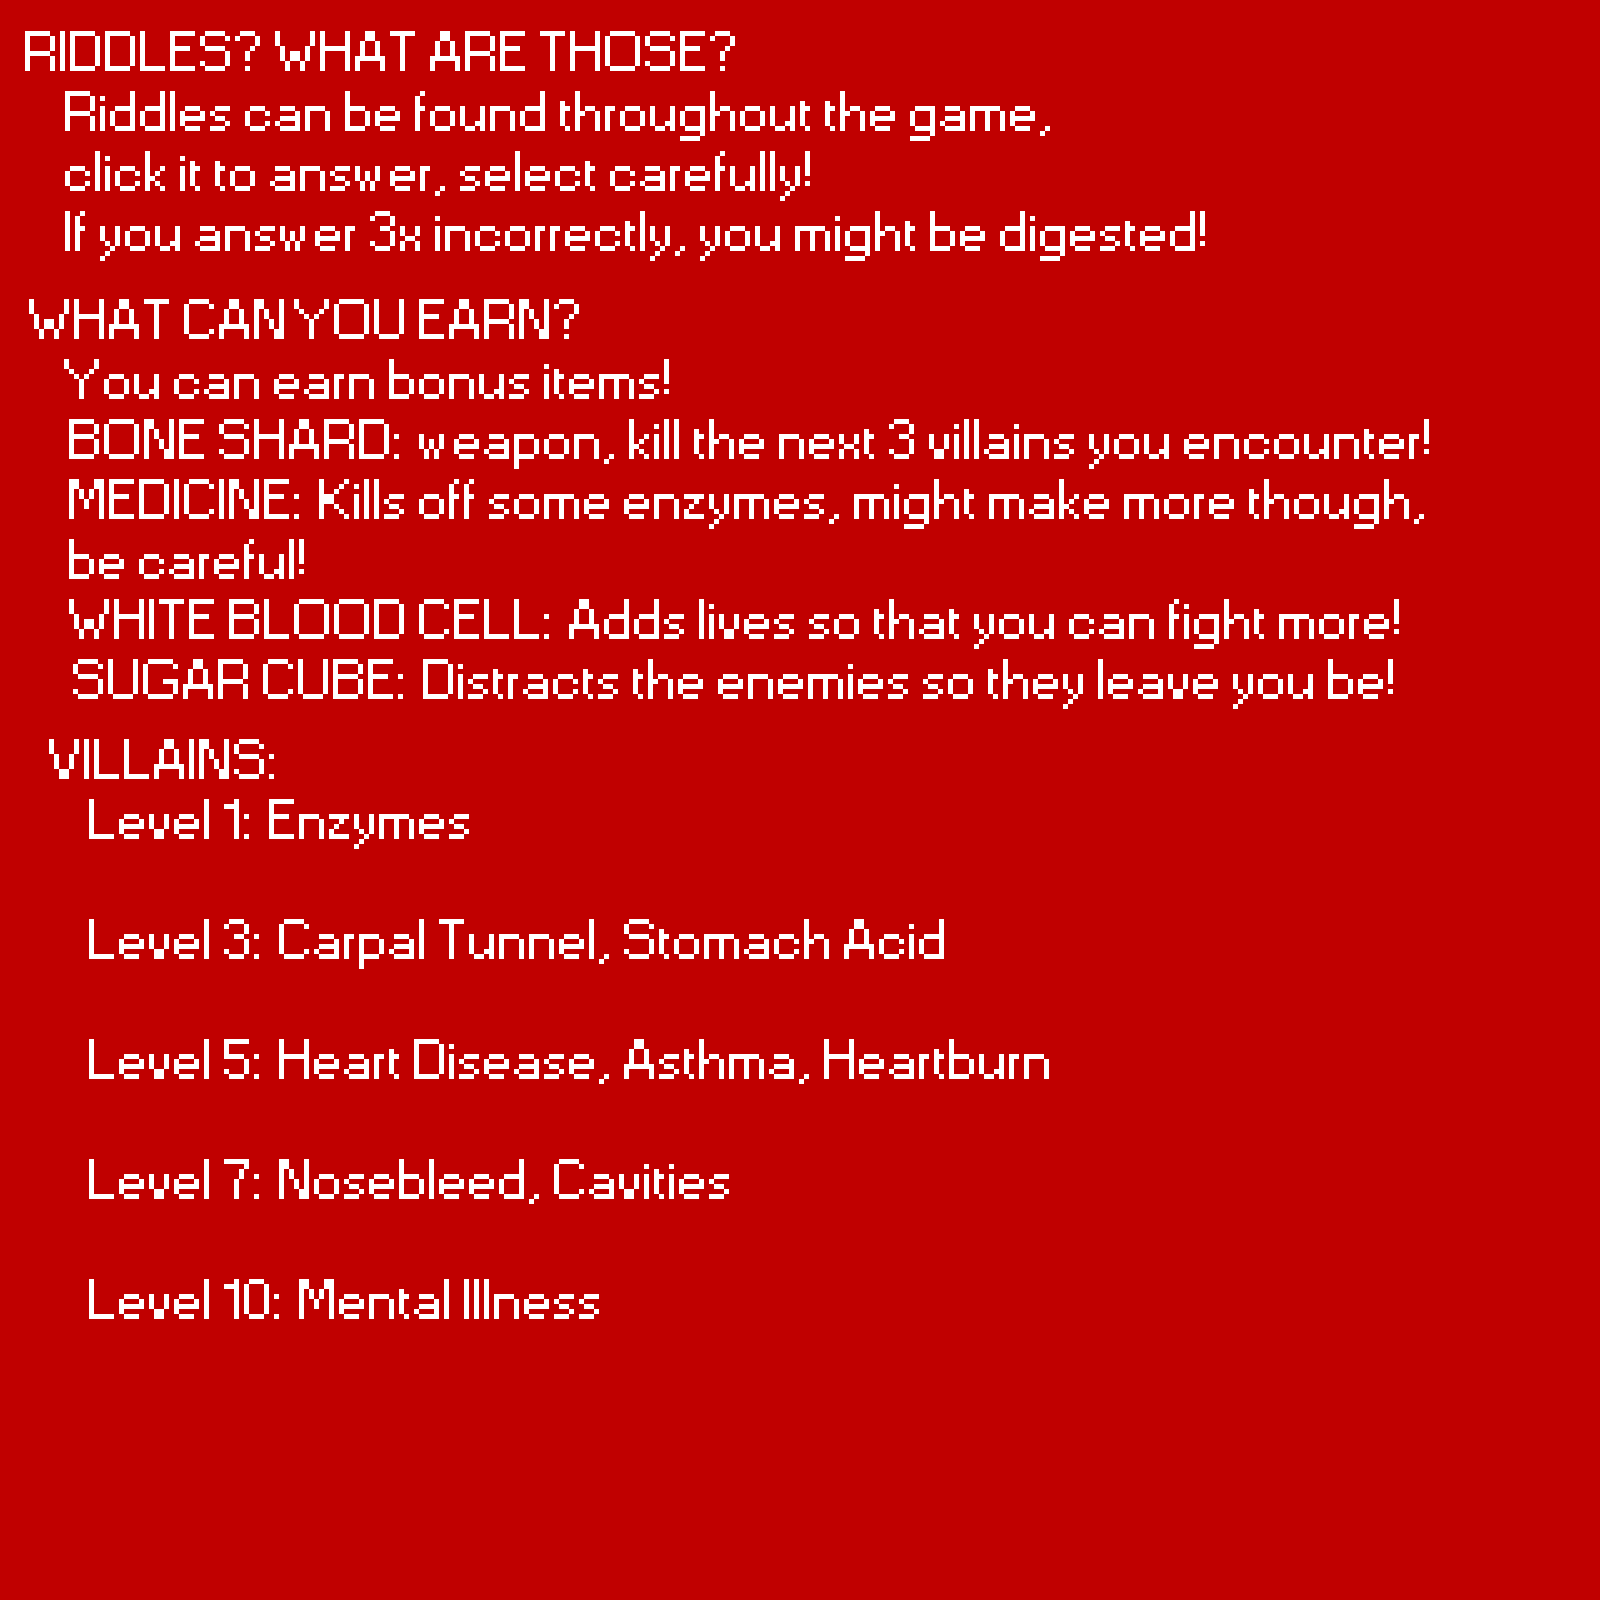 RIDDLES? WHAT ARE THOSE?
Riddles can be found throughout the game,
click it to answer, select carefully!
If you answer 3x incorrectly, you might be digested!
WHAT CAN YOU EARN?
You can earn bonus items!
BONE SHARD: weapon, kill the next 3 villains you encounter!
MEDICINE: Kills off some enzymes, might make more though,
be careful!
WHITE BLOOD CELL: Adds lives so that you can fight more!
SUGAR CUBE: Distracts the enemies so they leave you be!
VILLAINS:
Level 1: Enzymes
Level 3: Carpal Tunnel, Stomach Acid
Level 5: Heart Disease, Asthma, Heartburn
Level 7: Nosebleed, Cavities
Level 10: Mental Illness